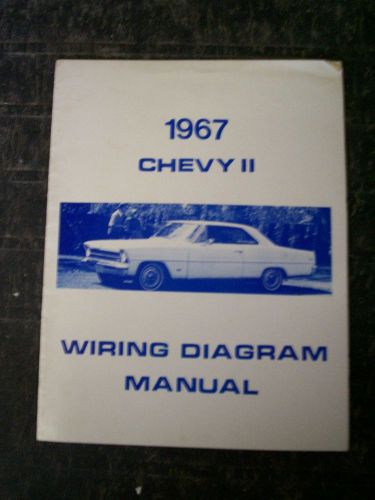 1967
CHEVY II
WIRING DIAGRAM
MANUAL